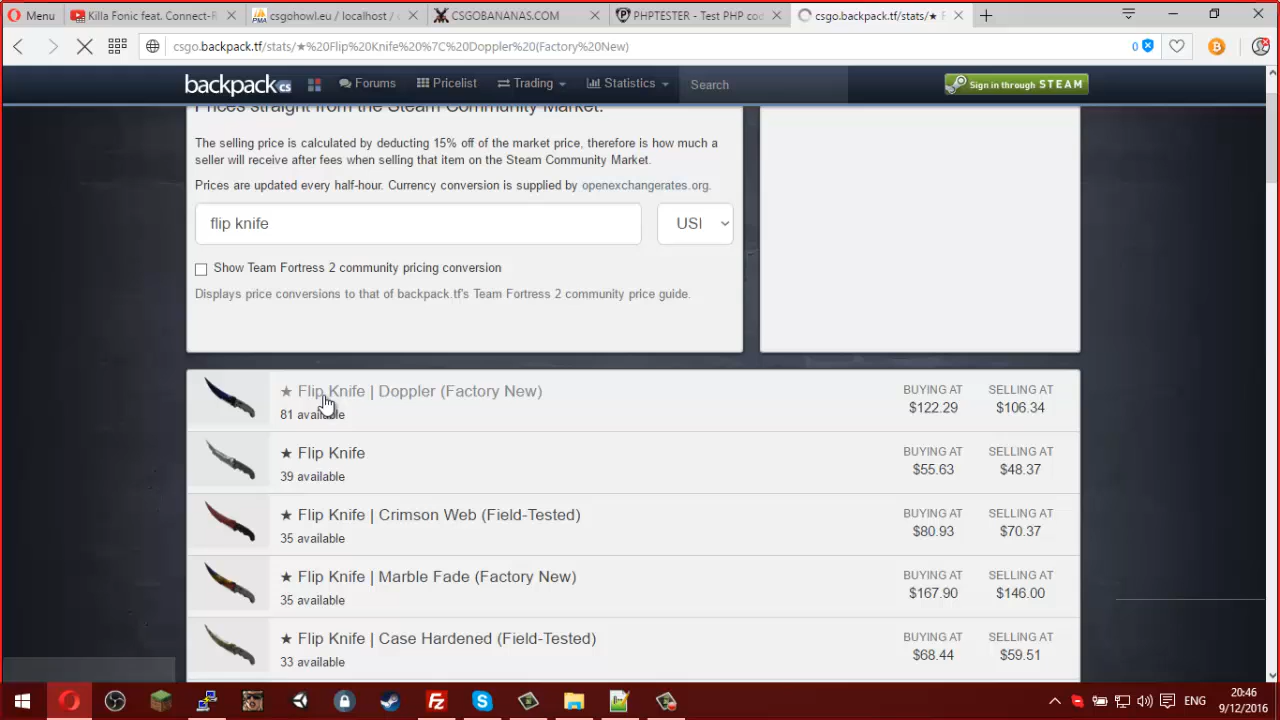 Menu
Killa Fonic feat. Connect-R
csgohowl.eu / localhost / s
CSGOBANANAS.COM
PHPTESTER - Test PHP cod
csgo.backpack.tf/stats/★ F
csgo.backpack.tf/stats/★%20Flip%20Knife%20%7C%20Doppler%20(Factory%20New)
0
backpack.cs
Forums
Pricelist
Trading
Statistics
Search
Sign in through STEAM
Prices straight from the Steam Community Market.
The selling price is calculated by deducting 15% off of the market price, therefore is how much a
seller will receive after fees when selling that item on the Steam Community Market.
Prices are updated every half-hour. Currency conversion is supplied by openexchangerates.org.
flip knife
USI
Show Team Fortress 2 community pricing conversion
Displays price conversions to that of backpack.tf's Team Fortress 2 community price guide.
★ Flip Knife | Doppler (Factory New)
81 available
BUYING AT
$122.29
SELLING AT
$106.34
★ Flip Knife
39 available
BUYING AT
$55.63
SELLING AT
$48.37
★ Flip Knife | Crimson Web (Field-Tested)
35 available
BUYING AT
$80.93
SELLING AT
$70.37
★ Flip Knife | Marble Fade (Factory New)
35 available
BUYING AT
$167.90
SELLING AT
$146.00
★ Flip Knife | Case Hardened (Field-Tested)
33 available
BUYING AT
$68.44
SELLING AT
$59.51
ENG
20:46
9/12/2016